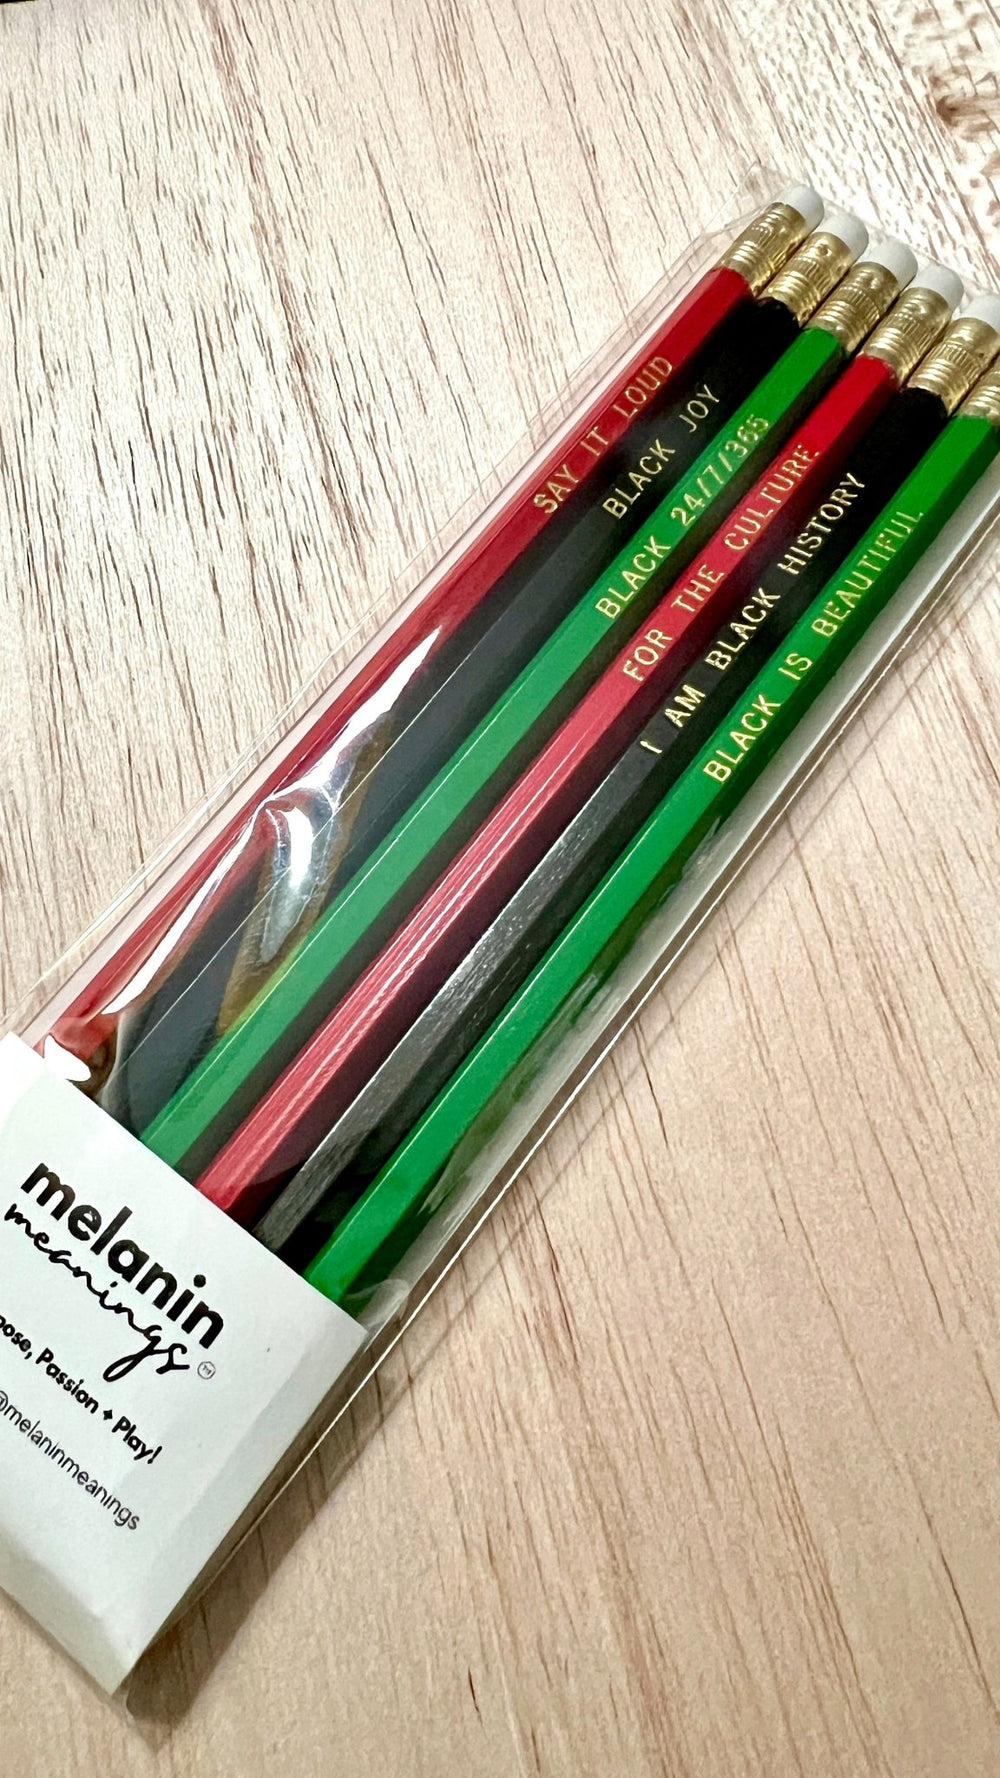 SAY IT LOUD
BLACK JOY
BLACK 24/7/365
FOR THE CULTURE
I AM BLACK HISTORY
BLACK IS BEAUTIFUL
melanin
meanings
TM
Passion + Play!
@melaninmeanings